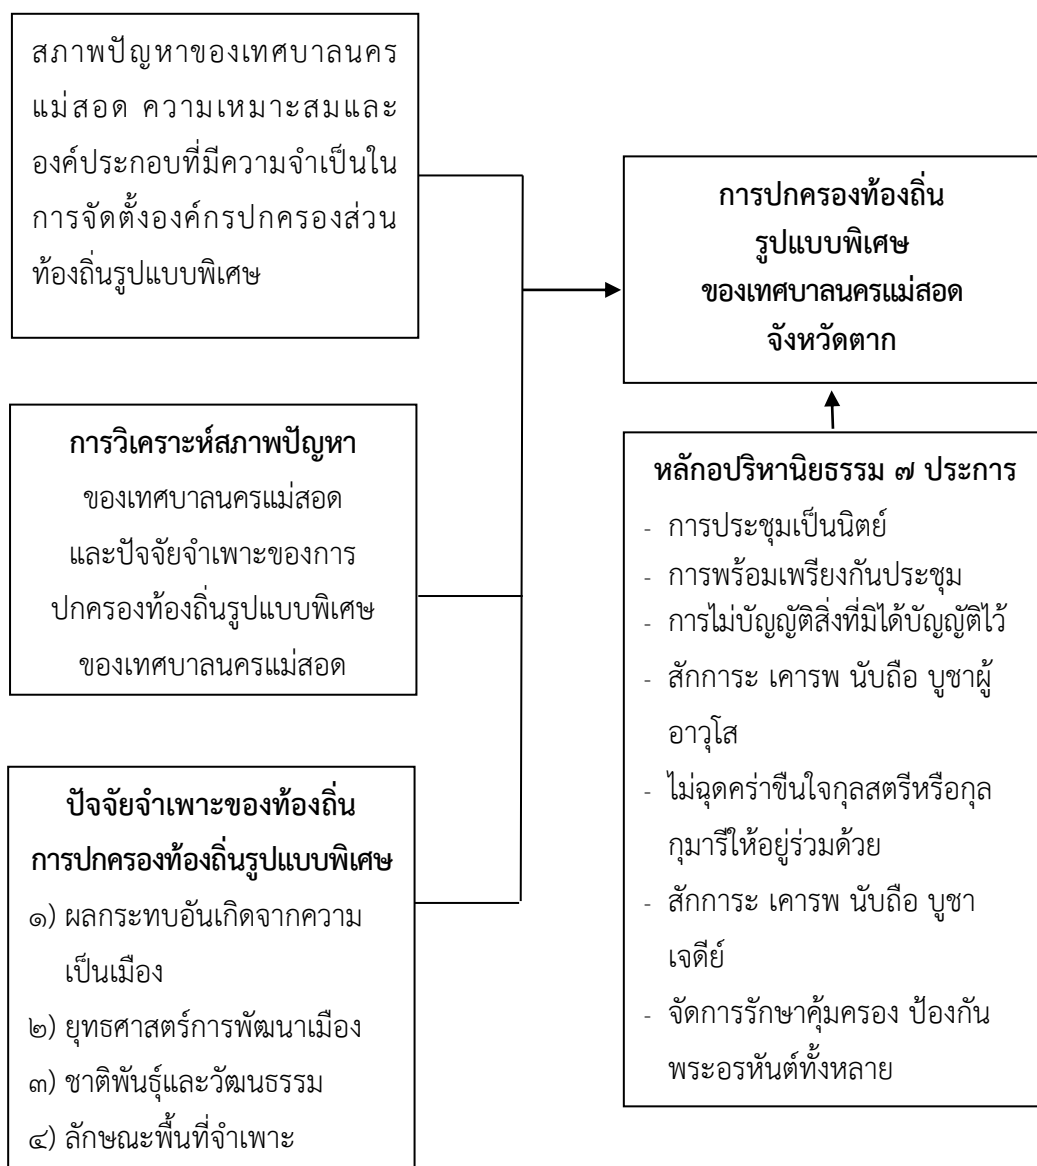 สภาพปัญหาของเทศบาลนคร
แม่สอด ความเหมาะสมและ
องค์ประกอบที่มีความจำเป็นใน
การจัดตั้งองค์กรปกครองส่วน
ท้องถิ่นรูปแบบพิเศษ
การวิเคราะห์สภาพปัญหา
ของเทศบาลนครแม่สอด
และปัจจัยจำเพาะของการ
ปกครองท้องถิ่นรูปแบบพิเศษ
ของเทศบาลนครแม่สอด
ปัจจัยจำเพาะของท้องถิ่น
การปกครองท้องถิ่นรูปแบบพิเศษ
๑) ผลกระทบอันเกิดจากความ
เป็นเมือง
๒) ยุทธศาสตร์การพัฒนาเมือง
๓) ชาติพันธุ์และวัฒนธรรม
๔) ลักษณะพื้นที่จำเพาะ
การปกครองท้องถิ่น
รูปแบบพิเศษ
ของเทศบาลนครแม่สอด
จังหวัดตาก
หลักอปริหานิยธรรม ๗ ประการ
- การประชุมเป็นนิตย์
- การพร้อมเพรียงกันประชุม
- การไม่บัญญัติสิ่งที่มิได้บัญญัติไว้
- สักการะ เคารพ นับถือ บูชาผู้
อาวุโส
- ไม่ฉุดคร่าขืนใจกุลสตรีหรือกุล
กุมารีให้อยู่ร่วมด้วย
- สักการะ เคารพ นับถือ บูชา
เจดีย์
- จัดการรักษาคุ้มครอง ป้องกัน
พระอรหันต์ทั้งหลาย